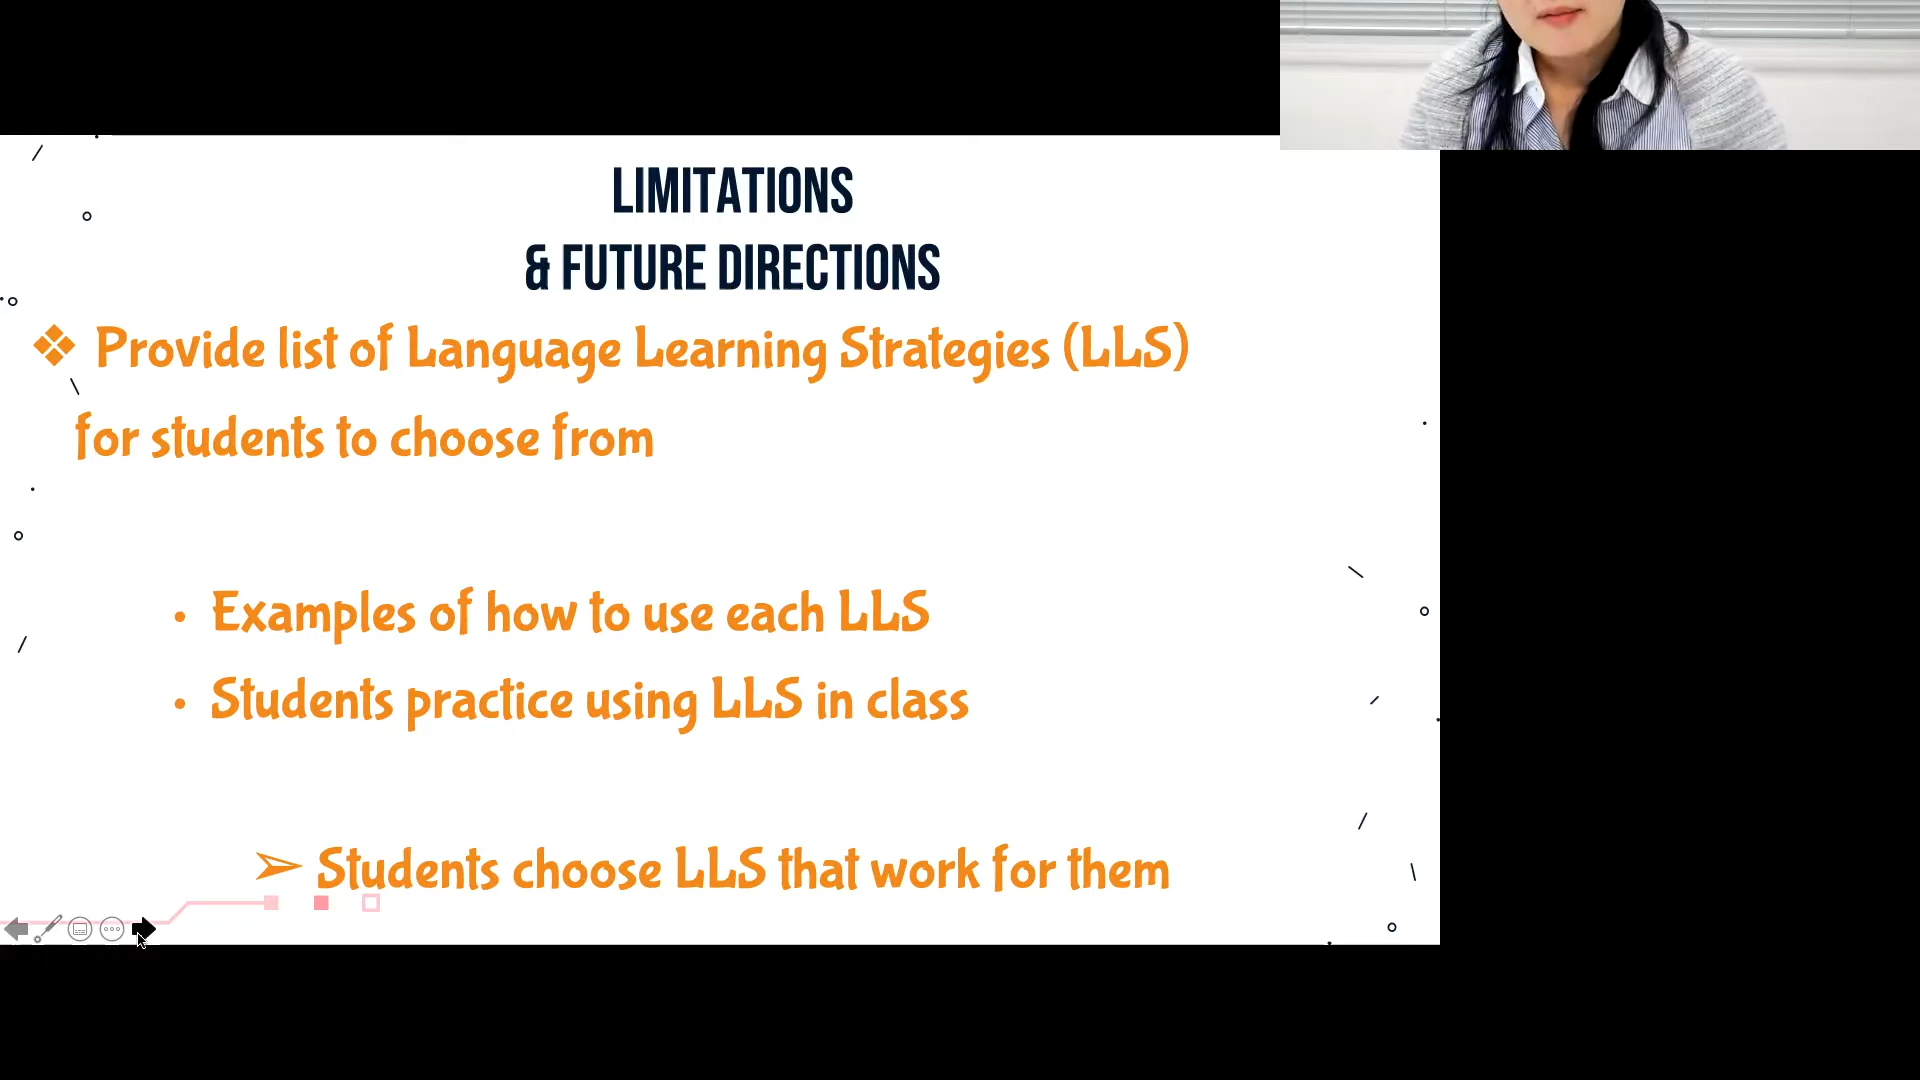 LIMITATIONS
& FUTURE DIRECTIONS
❖ Provide list of Language Learning Strategies (LLS)
for students to choose from
• Examples of how to use each LLS
• Students practice using LLS in class
➢ Students choose LLS that work for them